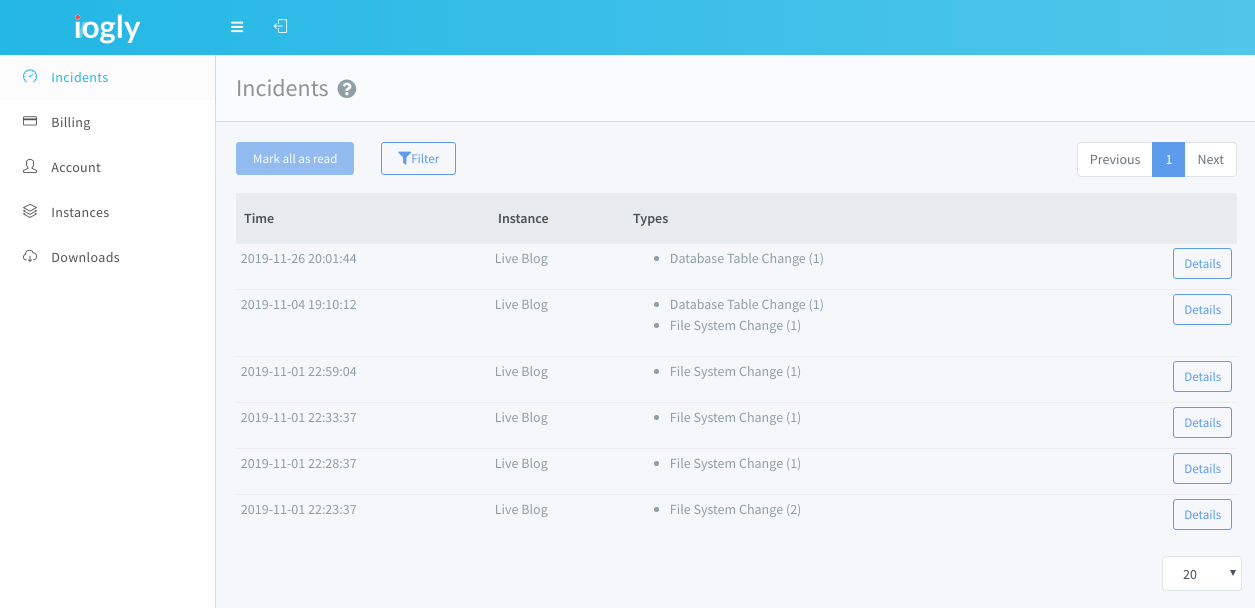 iogly
Incidents
Billing
Account
Instances
Downloads
Incidents ?
Mark all as read Filter Previous 1 Next
Time Instance Types
2019-11-26 20:01:44 Live Blog • Database Table Change (1) Details
2019-11-04 19:10:12 Live Blog • Database Table Change (1) Details
• File System Change (1)
2019-11-01 22:59:04 Live Blog • File System Change (1) Details
2019-11-01 22:33:37 Live Blog • File System Change (1) Details
2019-11-01 22:28:37 Live Blog • File System Change (1) Details
2019-11-01 22:23:37 Live Blog • File System Change (2) Details
20